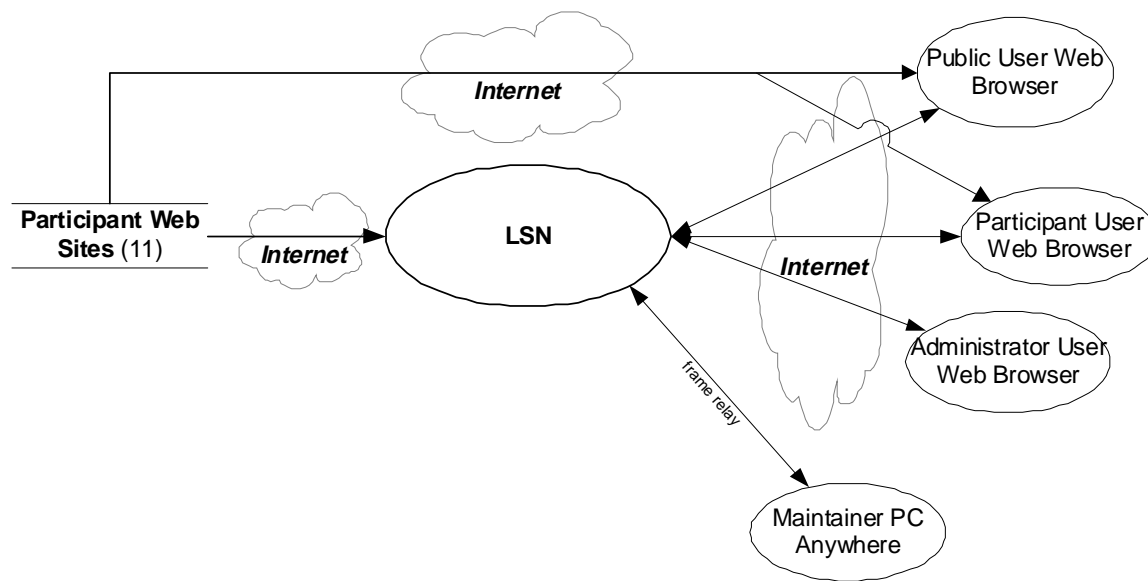 Public User Web
Browser
Internet
Participant Web
Sites (11)
Internet
LSN
Participant User
Web Browser
Internet
Administrator User
Web Browser
frame relay
Maintainer PC
Anywhere